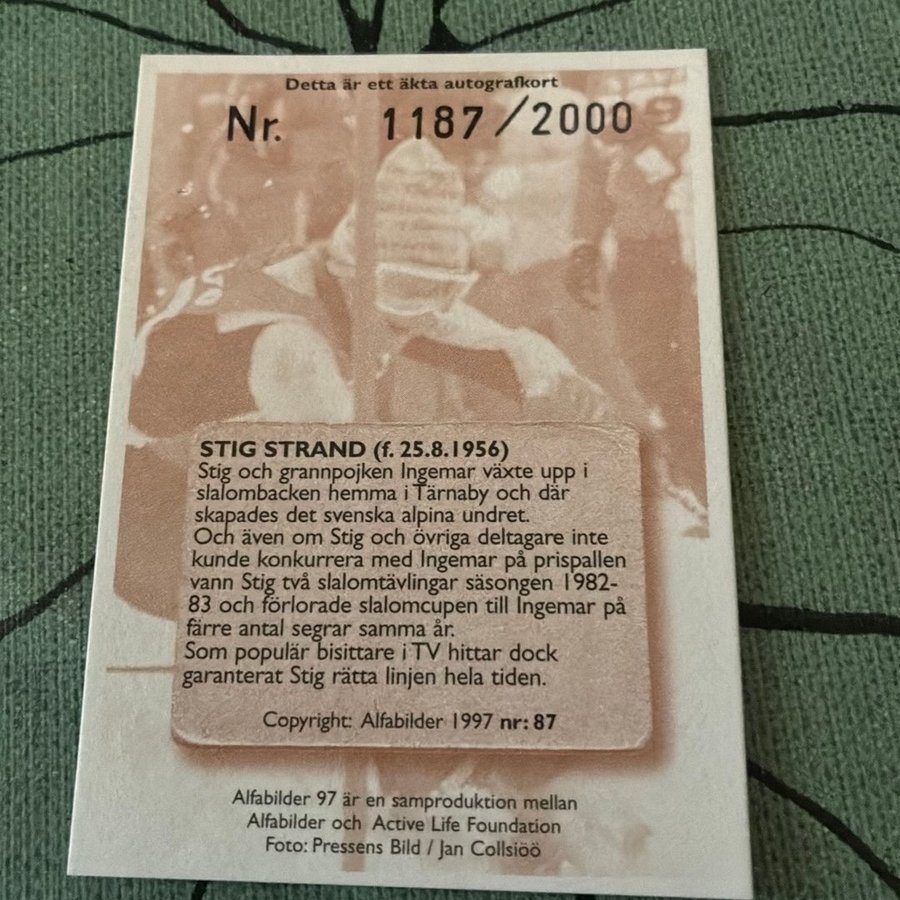 Detta är ett äkta autografkort
Nr. 1187/2000
STIG STRAND (f. 25.8.1956)
Stig och grannpojken Ingemar växte upp i
slalombacken hemma i Tärnaby och där
skapades det svenska alpina undret.
Och även om Stig och övriga deltagare inte
kunde konkurrera med Ingemar på prispallen
vann Stig två slalomtävlingar säsongen 1982-
83 och förlorade slalomcupen till Ingemar på
färre antal segrar samma år.
Som populär bisittare i TV hittar dock
garanterat Stig rätta linjen hela tiden.
Copyright: Alfabilder 1997 nr: 87
Alfabilder 97 är en samproduktion mellan
Alfabilder och Active Life Foundation
Foto: Pressens Bild / Jan Collsiöö